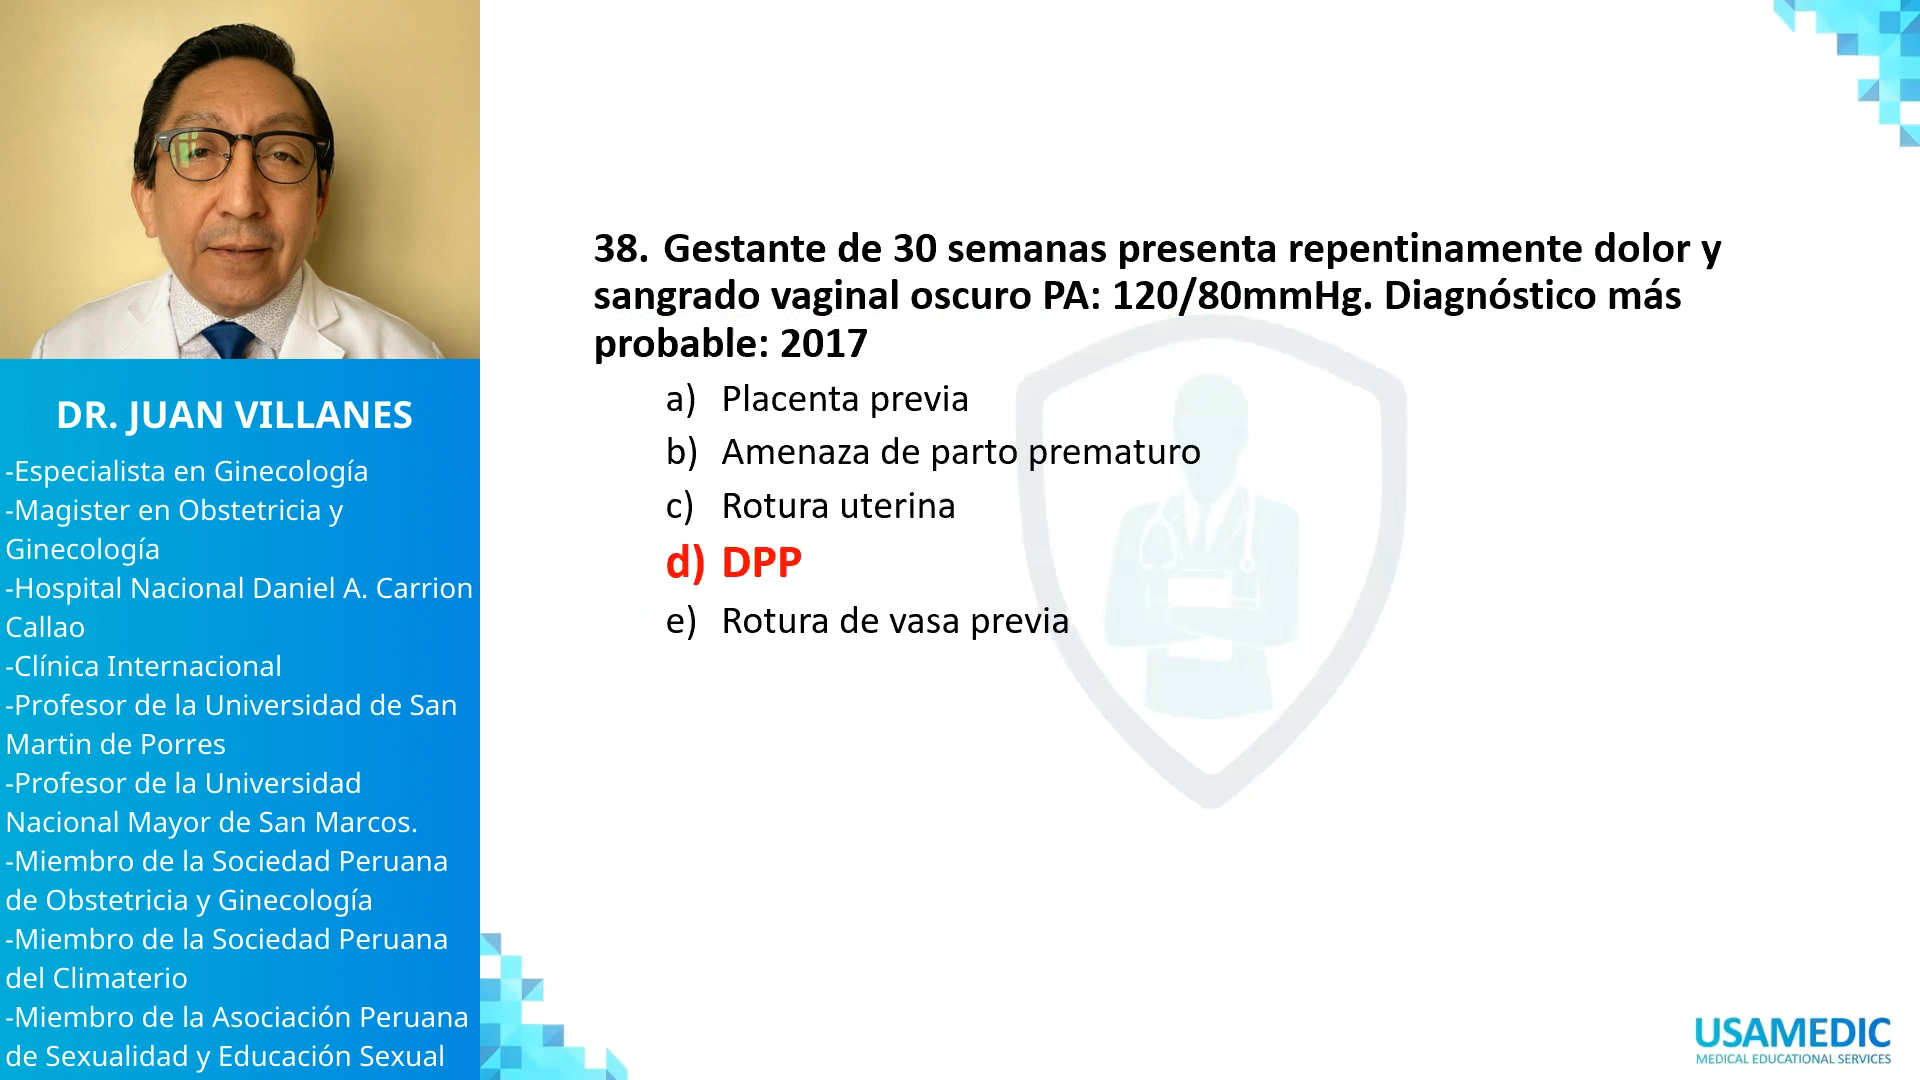 DR. JUAN VILLANES
-Especialista en Ginecología
-Magister en Obstetricia y
Ginecología
-Hospital Nacional Daniel A. Carrion
Callao
-Clínica Internacional
-Profesor de la Universidad de San
Martin de Porres
-Profesor de la Universidad
Nacional Mayor de San Marcos.
-Miembro de la Sociedad Peruana
de Obstetricia y Ginecología
-Miembro de la Sociedad Peruana
del Climaterio
-Miembro de la Asociación Peruana
de Sexualidad y Educación Sexual
38. Gestante de 30 semanas presenta repentinamente dolor y
sangrado vaginal oscuro PA: 120/80mmHg. Diagnóstico más
probable: 2017
a) Placenta previa
b) Amenaza de parto prematuro
c) Rotura uterina
d) DPP
e) Rotura de vasa previa
USAMEDIC
MEDICAL EDUCATIONAL SERVICES